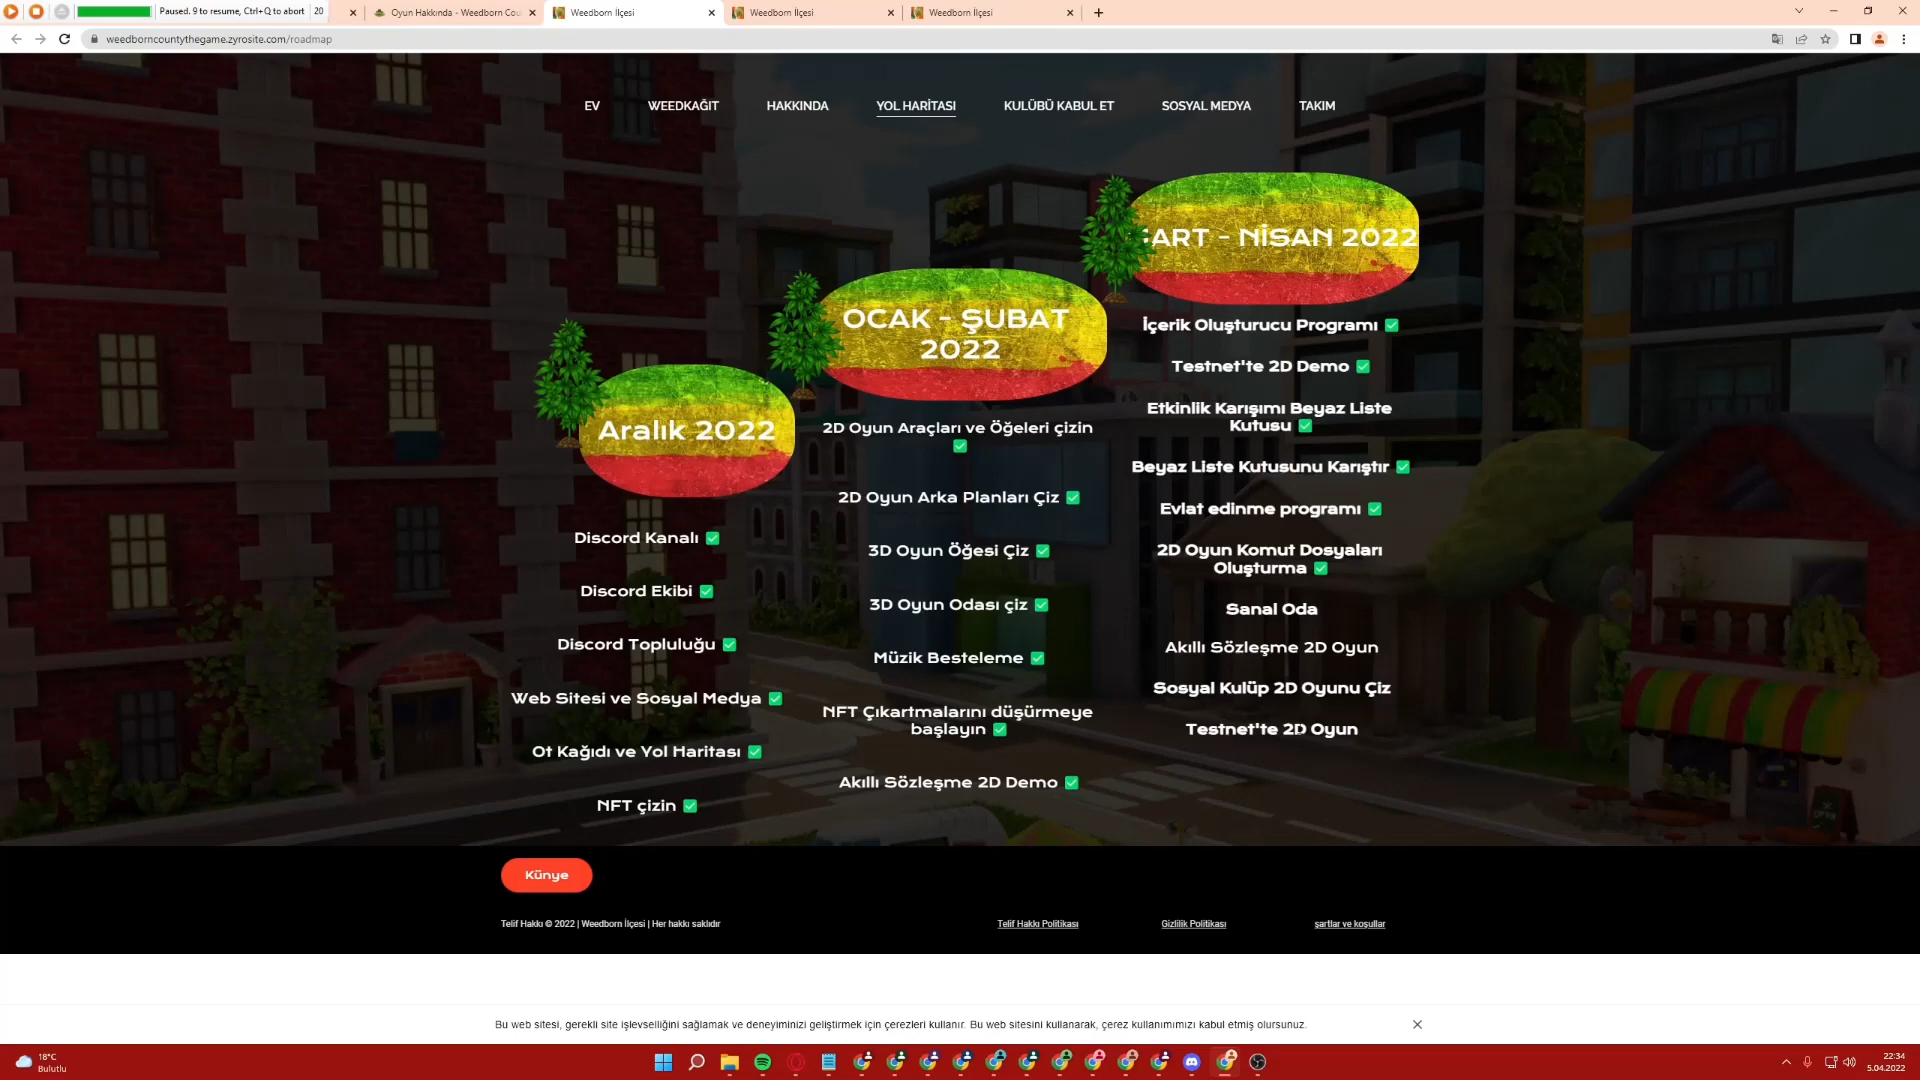 Paused. 9 to resume, Ctrl+Q to abort 20
Oyun Hakkında - Weedborn Cou
Weedborn İlçesi
Weedborn İlçesi
Weedborn İlçesi
weedborncountythegame.zyrosite.com/roadmap
EV WEEDKAĞIT HAKKINDA YOL HARİTASI KULÜBÜ KABUL ET SOSYAL MEDYA TAKIM
Aralık 2022
Discord Kanalı ✅
Discord Ekibi ✅
Discord Topluluğu ✅
Web Sitesi ve Sosyal Medya ✅
Ot Kağıdı ve Yol Haritası ✅
NFT çizin ✅
OCAK - ŞUBAT
2022
2D Oyun Araçları ve Öğeleri çizin
✅
2D Oyun Arka Planları Çiz ✅
3D Oyun Öğesi Çiz ✅
3D Oyun Odası çiz ✅
Müzik Besteleme ✅
NFT Çıkartmalarını düşürmeye
başlayın ✅
Akıllı Sözleşme 2D Demo ✅
ART - NİSAN 2022
İçerik Oluşturucu Programı ✅
Testnet'te 2D Demo ✅
Etkinlik Karışımı Beyaz Liste
Kutusu ✅
Beyaz Liste Kutusunu Karıştır ✅
Evlat edinme programı ✅
2D Oyun Komut Dosyaları
Oluşturma ✅
Sanal Oda
Akıllı Sözleşme 2D Oyun
Sosyal Kulüp 2D Oyunu Çiz
Testnet'te 2D Oyun
Künye
Telif Hakkı © 2022 | Weedborn İlçesi | Her hakkı saklıdır
Telif Hakkı Politikası
Gizlilik Politikası
şartlar ve koşullar
Bu web sitesi, gerekli site işlevselliğini sağlamak ve deneyiminizi geliştirmek için çerezleri kullanır. Bu web sitesini kullanarak, çerez kullanımımızı kabul etmiş olursunuz.
18°C
Bulutlu
22:34
5.04.2022